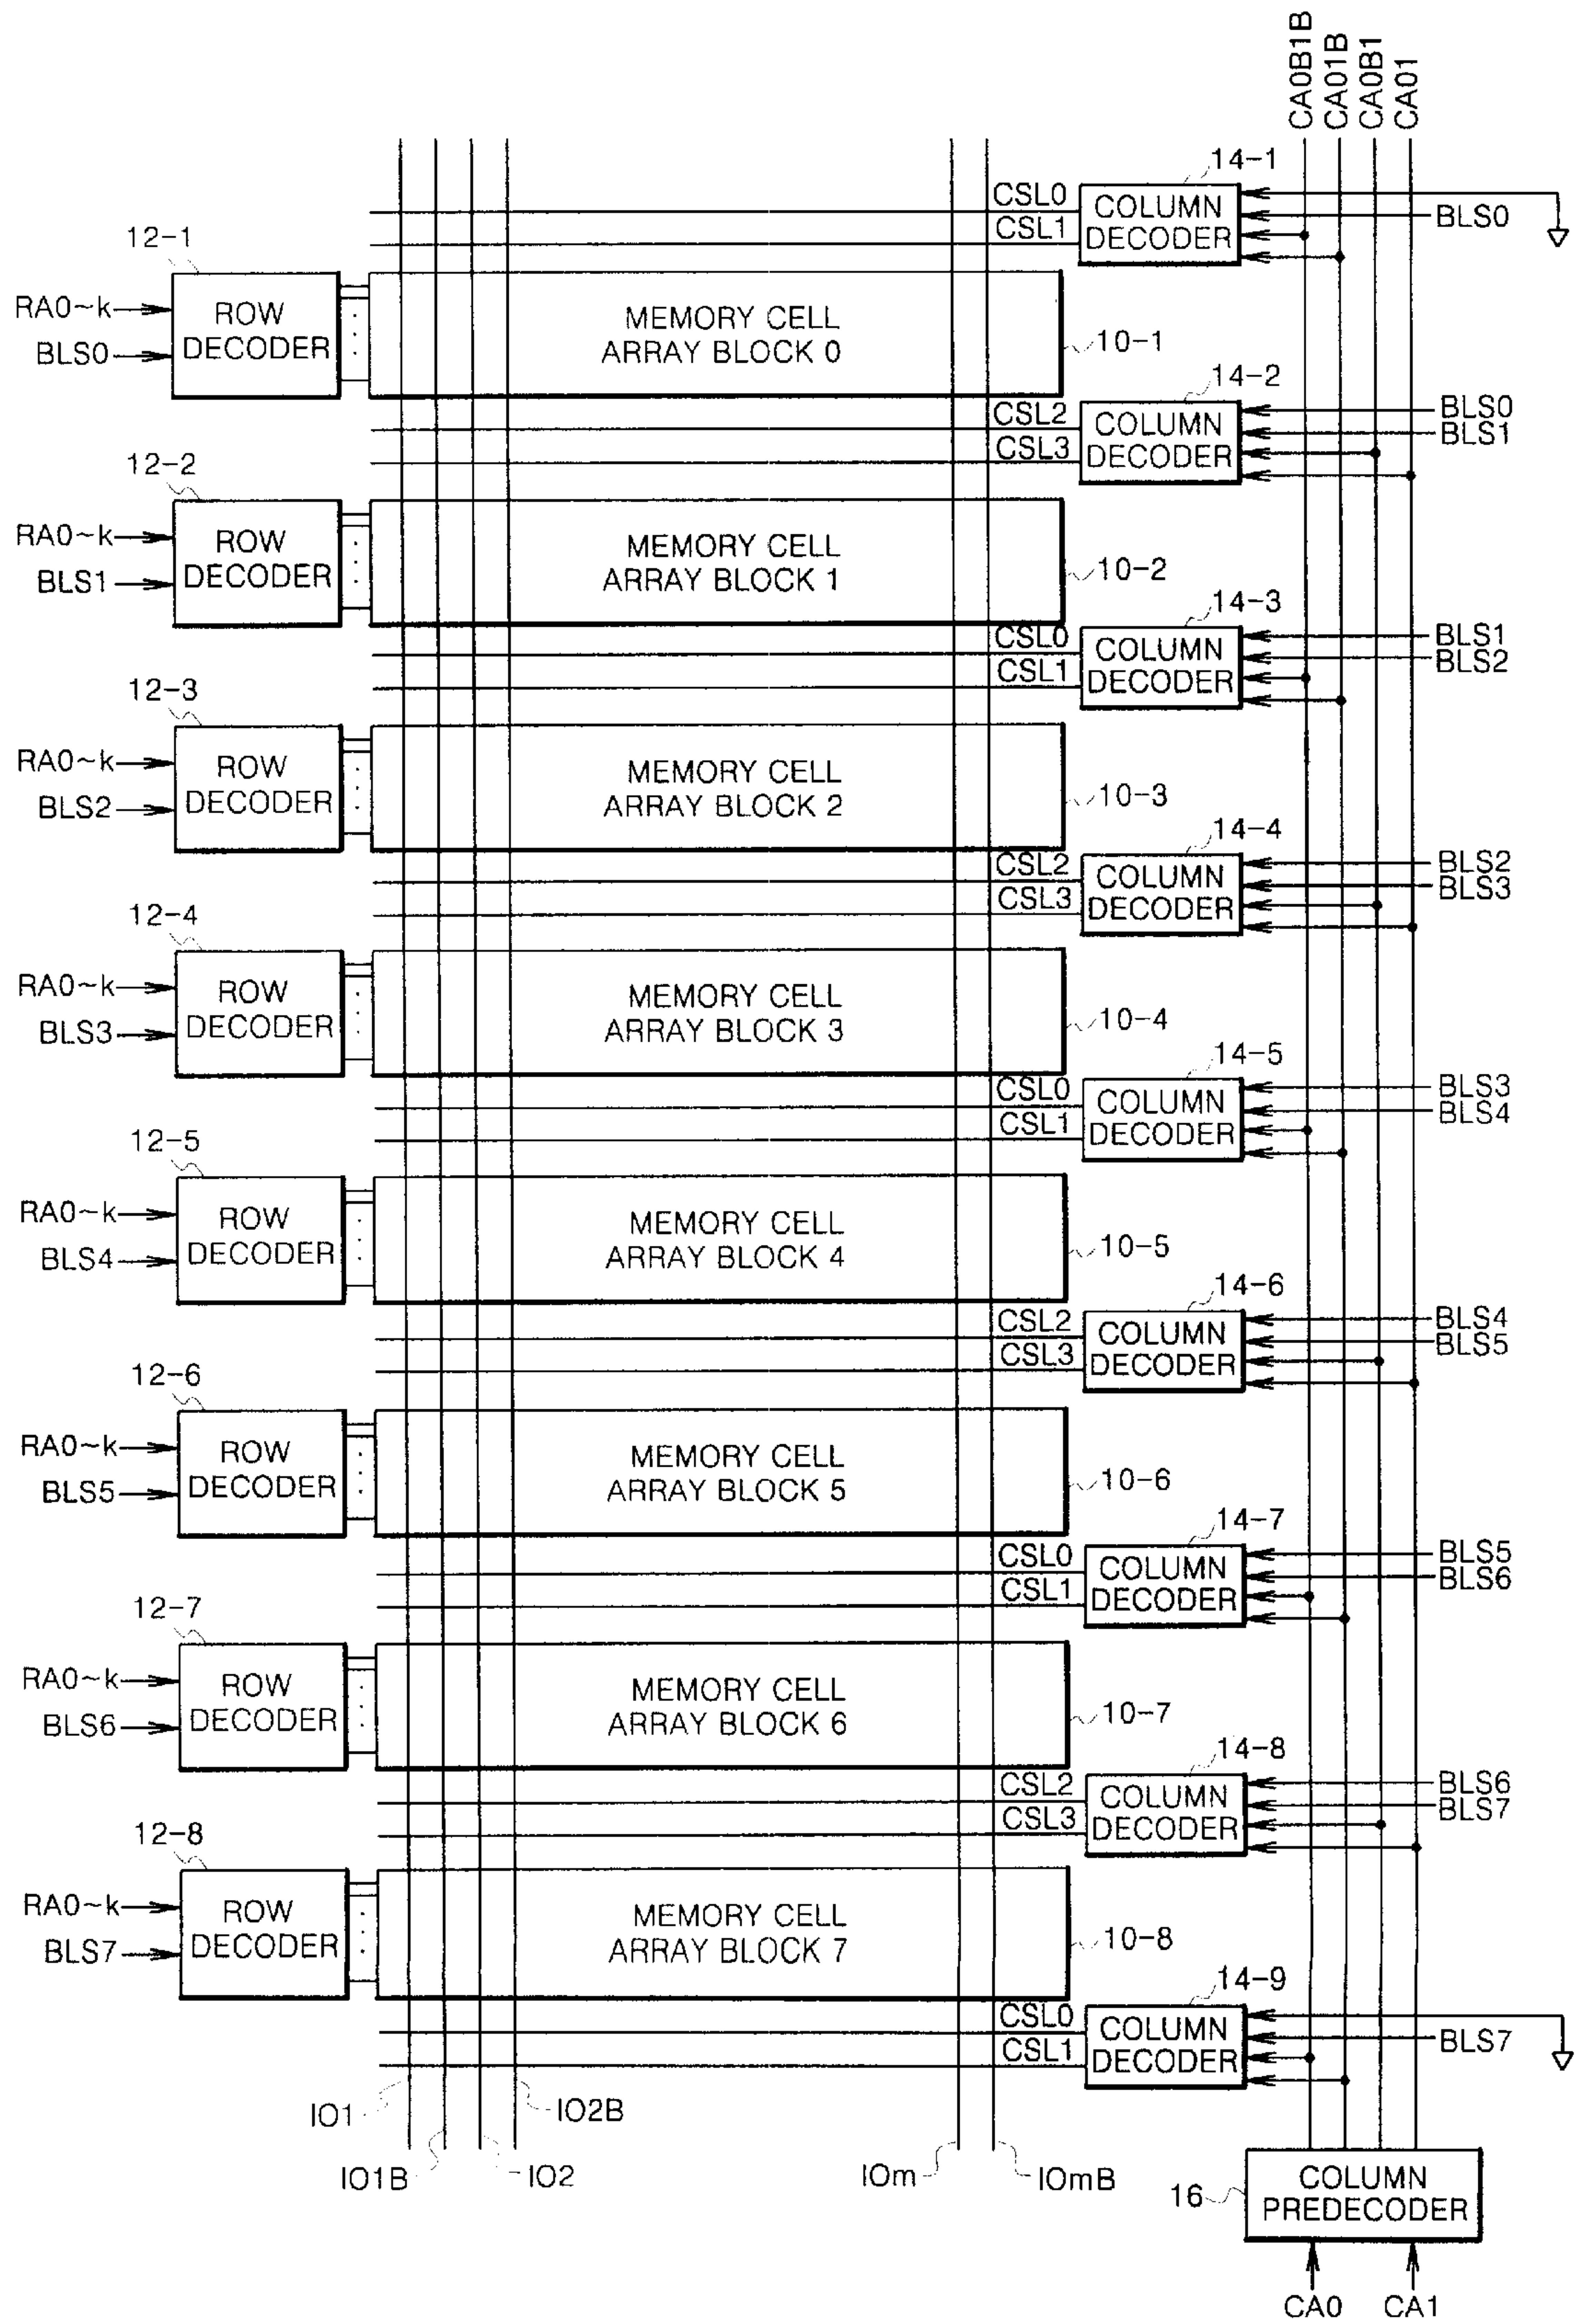 CA0B1B
CA01B
CA0B1
CA01
14-1
CSL0
CSL1
COLUMN
DECODER
BLS0
12-1
RA0~k
BLS0
ROW
DECODER
MEMORY CELL
ARRAY BLOCK 0
10-1
14-2
CSL2
CSL3
COLUMN
DECODER
BLS0
BLS1
12-2
RA0~k
BLS1
ROW
DECODER
MEMORY CELL
ARRAY BLOCK 1
10-2
14-3
CSL0
CSL1
COLUMN
DECODER
BLS1
BLS2
12-3
RA0~k
BLS2
ROW
DECODER
MEMORY CELL
ARRAY BLOCK 2
10-3
14-4
CSL2
CSL3
COLUMN
DECODER
BLS2
BLS3
12-4
RA0~k
BLS3
ROW
DECODER
MEMORY CELL
ARRAY BLOCK 3
10-4
14-5
CSL0
CSL1
COLUMN
DECODER
BLS3
BLS4
12-5
RA0~k
BLS4
ROW
DECODER
MEMORY CELL
ARRAY BLOCK 4
10-5
14-6
CSL2
CSL3
COLUMN
DECODER
BLS4
BLS5
12-6
RA0~k
BLS5
ROW
DECODER
MEMORY CELL
ARRAY BLOCK 5
10-6
14-7
CSL0
CSL1
COLUMN
DECODER
BLS5
BLS6
12-7
RA0~k
BLS6
ROW
DECODER
MEMORY CELL
ARRAY BLOCK 6
10-7
14-8
CSL2
CSL3
COLUMN
DECODER
BLS6
BLS7
12-8
RA0~k
BLS7
ROW
DECODER
MEMORY CELL
ARRAY BLOCK 7
10-8
14-9
CSL0
CSL1
COLUMN
DECODER
BLS7
IO1
IO1B
IO2
IO2B
IOm
IOmB
16
COLUMN
PREDECODER
CA0
CA1